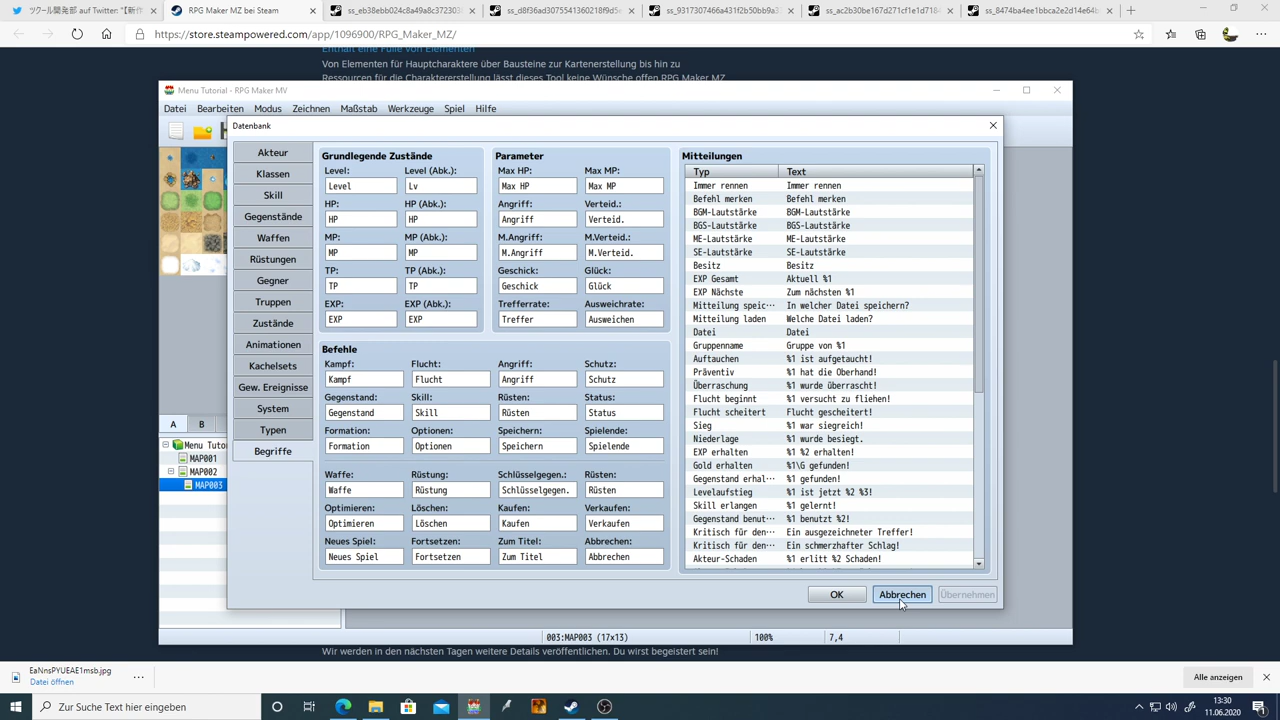 ツクール開発部 auf Twitter: "【新作
RPG Maker MZ bei Steam
ss_eb38ebb024c8a49a8c37230
ss_d8f36ad3075541360218f9d5
ss_9317307466a431f2b50bb9a3
ss_ac2b30be167d271cf1e1d7184
ss_8474ba4ee1bbca2e2d14e64b
https://store.steampowered.com/app/1096900/RPG_Maker_MZ/
Enthält eine Fülle von Elementen
Von Elementen für Hauptcharaktere über Bausteine zur Kartenerstellung bis hin zu
Ressourcen für die Charaktererstellung lässt dieses Tool keine Wünsche offen RPG Maker MZ
Menu Tutorial - RPG Maker MV
Datei Bearbeiten Modus Zeichnen Maßstab Werkzeuge Spiel Hilfe
Datenbank
Akteur
Klassen
Skill
Gegenstände
Waffen
Rüstungen
Gegner
Truppen
Zustände
Animationen
Kachelsets
Gew. Ereignisse
System
Typen
Begriffe
A B
Menu Tuto
MAP001
MAP002
MAP003
Grundlegende Zustände
Level: Level (Abk.):
Level Lv
HP: HP (Abk.):
HP HP
MP: MP (Abk.):
MP MP
TP: TP (Abk.):
TP TP
EXP: EXP (Abk.):
EXP EXP
Parameter
Max HP: Max MP:
Max HP Max MP
Angriff: Verteid.:
Angriff Verteid.
M.Angriff: M.Verteid.:
M.Angriff M.Verteid.
Geschick: Glück:
Geschick Glück
Trefferrate: Ausweichrate:
Treffer Ausweichen
Befehle
Kampf: Flucht: Angriff: Schutz:
Kampf Flucht Angriff Schutz
Gegenstand: Skill: Rüsten: Status:
Gegenstand Skill Rüsten Status
Formation: Optionen: Speichern: Spielende:
Formation Optionen Speichern Spielende
Waffe: Rüstung: Schlüsselgegen.: Rüsten:
Waffe Rüstung Schlüsselgegen. Rüsten
Optimieren: Löschen: Kaufen: Verkaufen:
Optimieren Löschen Kaufen Verkaufen
Neues Spiel: Fortsetzen: Zum Titel: Abbrechen:
Neues Spiel Fortsetzen Zum Titel Abbrechen
Mitteilungen
Typ Text
Immer rennen Immer rennen
Befehl merken Befehl merken
BGM-Lautstärke BGM-Lautstärke
BGS-Lautstärke BGS-Lautstärke
ME-Lautstärke ME-Lautstärke
SE-Lautstärke SE-Lautstärke
Besitz Besitz
EXP Gesamt Aktuell %1
EXP Nächste Zum nächsten %1
Mitteilung speic… In welcher Datei speichern?
Mitteilung laden Welche Datei laden?
Datei Datei
Gruppenname Gruppe von %1
Auftauchen %1 ist aufgetaucht!
Präventiv %1 hat die Oberhand!
Überraschung %1 wurde überrascht!
Flucht beginnt %1 versucht zu fliehen!
Flucht scheitert Flucht gescheitert!
Sieg %1 war siegreich!
Niederlage %1 wurde besiegt.
EXP erhalten %1 %2 erhalten!
Gold erhalten %1\G gefunden!
Gegenstand erhal… %1 gefunden!
Levelaufstieg %1 ist jetzt %2 %3!
Skill erlangen %1 gelernt!
Gegenstand benut… %1 benutzt %2!
Kritisch für den… Ein ausgezeichneter Treffer!
Kritisch für den… Ein schmerzhafter Schlag!
Akteur-Schaden %1 erlitt %2 Schaden!
OK Abbrechen Übernehmen
003:MAP003 (17×13) 100% 7,4
Wir werden in den nächsten Tagen weitere Details veröffentlichen. Du wirst begeistert sein!
EaNnsPYUEAE1msb.jpg
Datei öffnen
Alle anzeigen
Zur Suche Text hier eingeben
13:30
11.06.2020